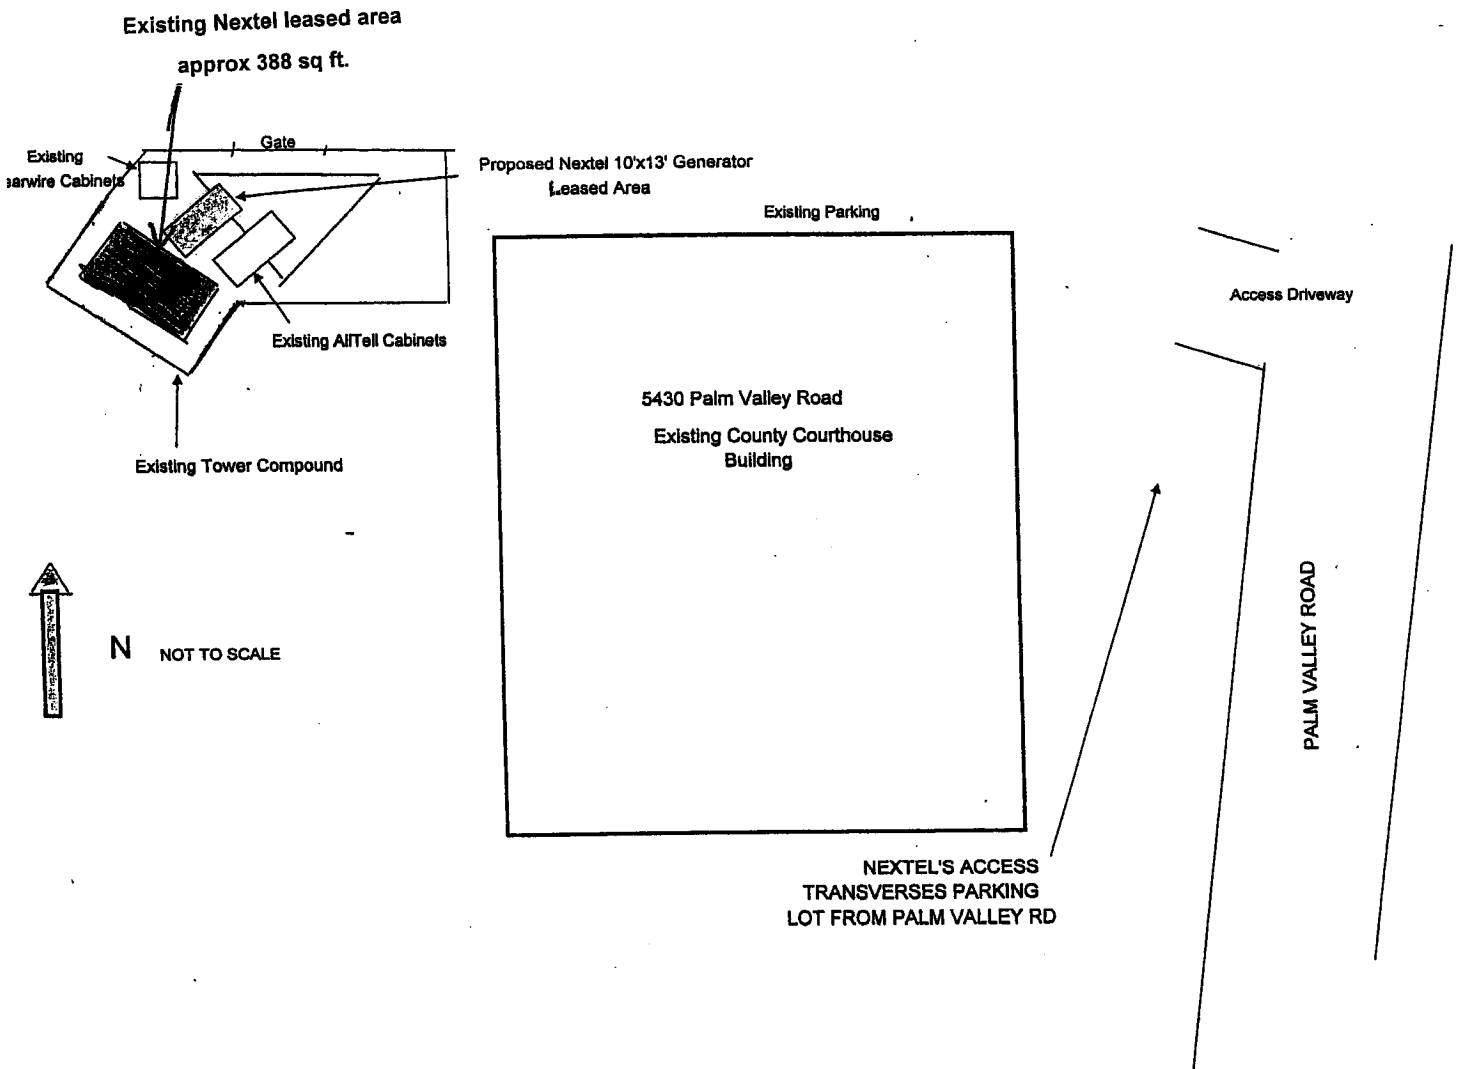 Existing Nextel leased area
approx 388 sq ft.
Gate
Existing
earwire Cabinets
Proposed Nextel 10'x13' Generator
Leased Area
Existing Parking
Access Driveway
Existing AllTell Cabinets
5430 Palm Valley Road
Existing County Courthouse
Building
Existing Tower Compound
N
NOT TO SCALE
PALM VALLEY ROAD
NEXTEL'S ACCESS
TRANSVERSES PARKING
LOT FROM PALM VALLEY RD